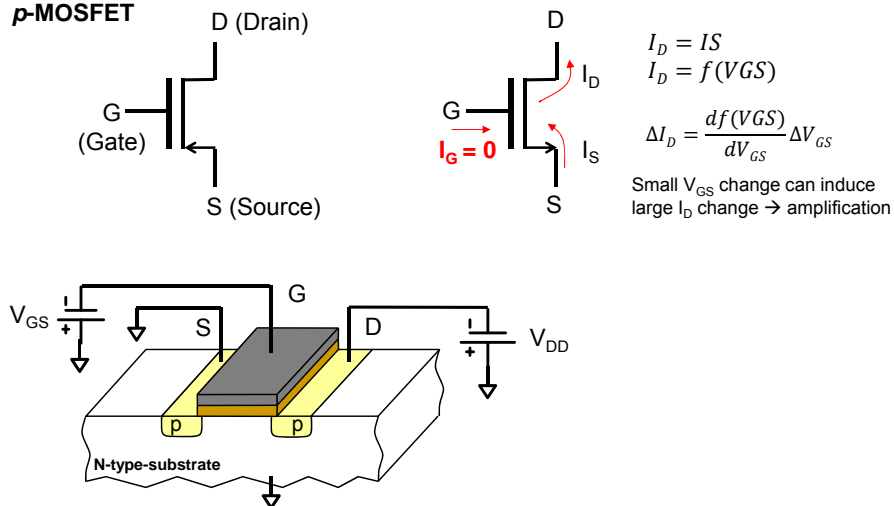 p-MOSFET
D (Drain)
G
(Gate)
S (Source)
D
I_D
G
I_G = 0
I_S
S
I_D = IS
I_D = f(VGS)
ΔI_D = df(VGS)/dV_GS ΔV_GS
Small V_GS change can induce
large I_D change → amplification
V_GS
-
+
S
G
D
-
+
V_DD
p
p
N-type-substrate